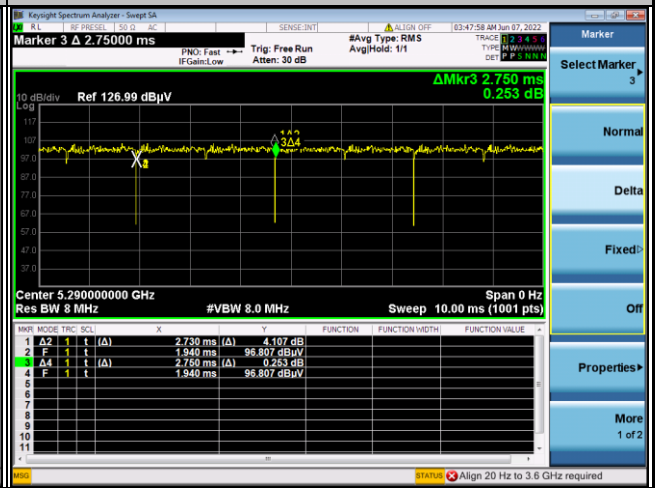 Keysight Spectrum Analyzer - Swept SA
RL RF PRESEL 50 Ω AC SENSE:INT ALIGN OFF 03:47:58 AM Jun 07, 2022
Marker 3 Δ 2.75000 ms
PNO: Fast Trig: Free Run #Avg Type: RMS TRACE 1 2 3 4 5 6
IFGain:Low Atten: 30 dB Avg|Hold: 1/1 TYPE MWWWWW
DET P P S N N N
ΔMkr3 2.750 ms
0.253 dB
10 dB/div Ref 126.99 dBµV
Log
117
107
97.0
87.0
77.0
67.0
57.0
47.0
37.0
3Δ4
Center 5.290000000 GHz Span 0 Hz
Res BW 8 MHz #VBW 8.0 MHz Sweep 10.00 ms (1001 pts)
MKR MODE TRC SCL X Y FUNCTION FUNCTION WIDTH FUNCTION VALUE
1 Δ2 1 t (Δ) 2.730 ms (Δ) 4.107 dB
2 F 1 t 1.940 ms 96.807 dBµV
3 Δ4 1 t (Δ) 2.750 ms (Δ) 0.253 dB
4 F 1 t 1.940 ms 96.807 dBµV
5
6
7
8
9
10
11
MSG STATUS Align 20 Hz to 3.6 GHz required
Marker
Select Marker
3
Normal
Delta
Fixed
Off
Properties
More
1 of 2